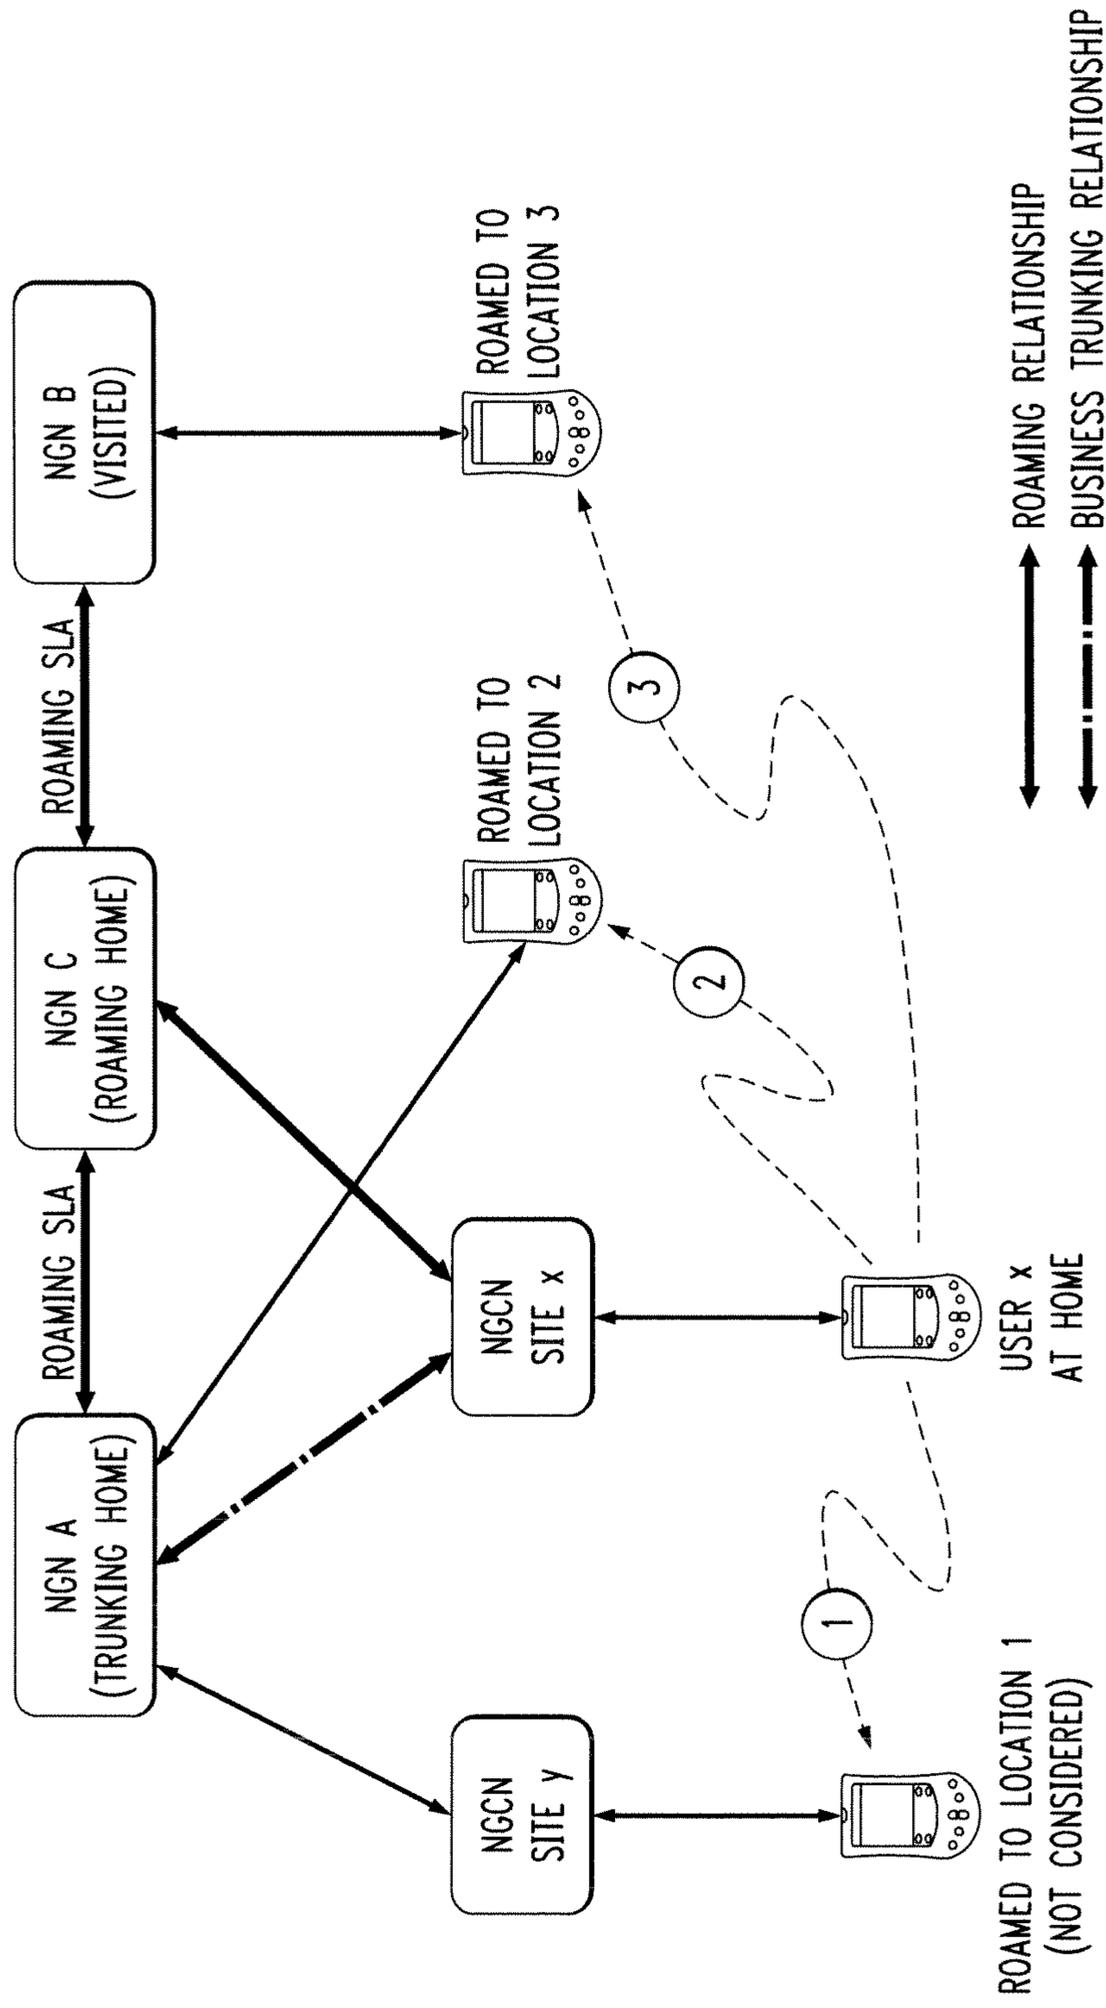 NGN A
(TRUNKING HOME)
ROAMING SLA
NGN C
(ROAMING HOME)
ROAMING SLA
NGN B
(VISITED)
NGCN
SITE y
NGCN
SITE x
ROAMED TO
LOCATION 2
ROAMED TO
LOCATION 3
1
2
3
ROAMED TO LOCATION 1
(NOT CONSIDERED)
USER x
AT HOME
ROAMING RELATIONSHIP
BUSINESS TRUNKING RELATIONSHIP